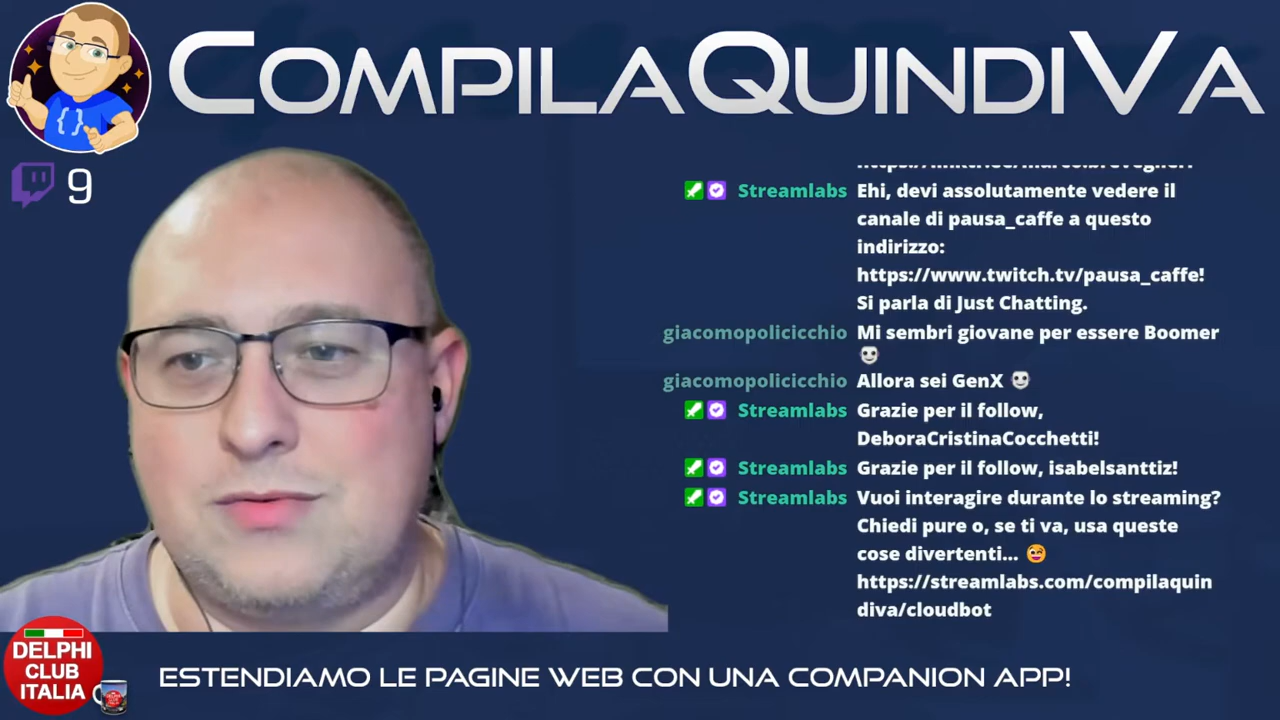 COMPILAQUINDIVA
{}
9
Streamlabs Ehi, devi assolutamente vedere il
canale di pausa_caffe a questo
indirizzo:
https://www.twitch.tv/pausa_caffe!
Si parla di Just Chatting.
giacomopolicicchio Mi sembri giovane per essere Boomer
giacomopolicicchio Allora sei GenX
Streamlabs Grazie per il follow,
DeboraCristinaCocchetti!
Streamlabs Grazie per il follow, isabelsanttiz!
Streamlabs Vuoi interagire durante lo streaming?
Chiedi pure o, se ti va, usa queste
cose divertenti...
https://streamlabs.com/compilaquin
diva/cloudbot
DELPHI
CLUB
ITALIA
ESTENDIAMO LE PAGINE WEB CON UNA COMPANION APP!